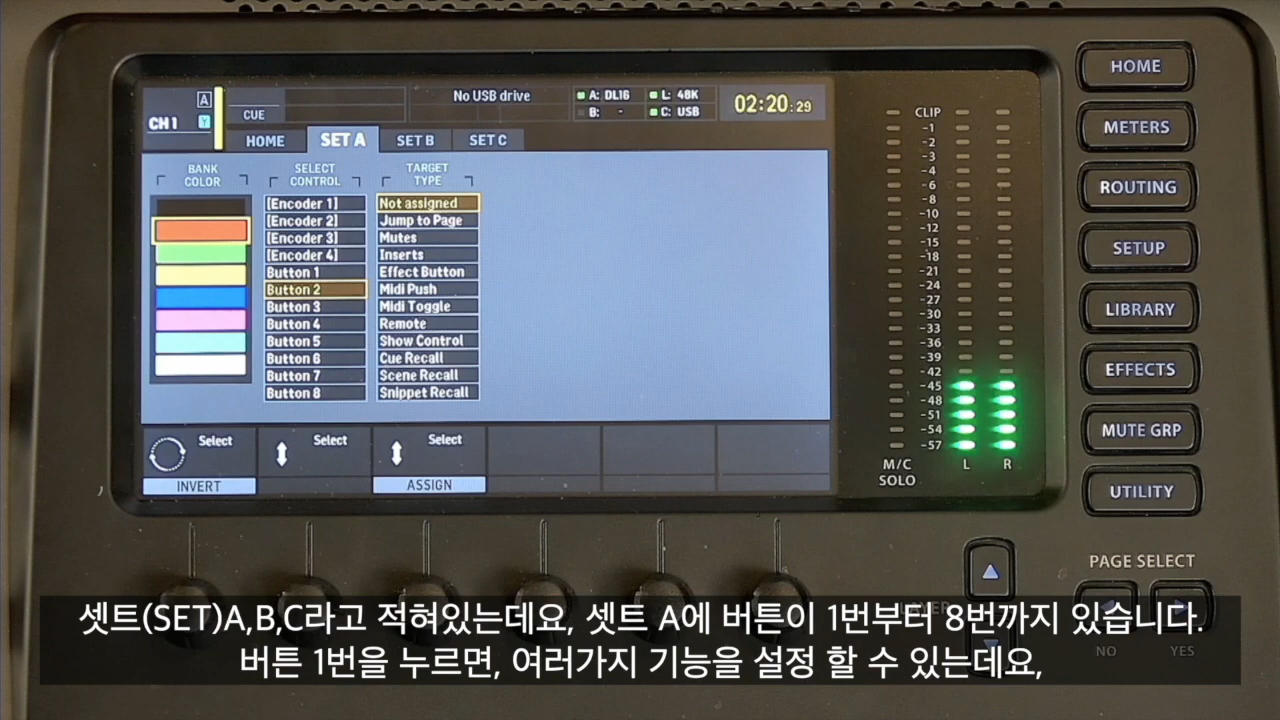 A
CH 1
Y
CUE
No USB drive
A: DL16
B: -
L: 48K
C: USB
02:20:29
HOME
SET A
SET B
SET C
BANK
COLOR
SELECT
CONTROL
TARGET
TYPE
[Encoder 1]
[Encoder 2]
[Encoder 3]
[Encoder 4]
Button 1
Button 2
Button 3
Button 4
Button 5
Button 6
Button 7
Button 8
Not assigned
Jump to Page
Mutes
Inserts
Effect Button
Midi Push
Midi Toggle
Remote
Show Control
Cue Recall
Scene Recall
Snippet Recall
Select
INVERT
Select
Select
ASSIGN
CLIP
-1
-2
-3
-4
-6
-8
-10
-12
-15
-18
-21
-24
-27
-30
-33
-36
-39
-42
-45
-48
-51
-54
-57
M/C
SOLO
L
R
HOME
METERS
ROUTING
SETUP
LIBRARY
EFFECTS
MUTE GRP
UTILITY
PAGE SELECT
LAYER
NO
YES
셋트(SET)A,B,C라고 적혀있는데요, 셋트 A에 버튼이 1번부터 8번까지 있습니다.
버튼 1번을 누르면, 여러가지 기능을 설정 할 수 있는데요,